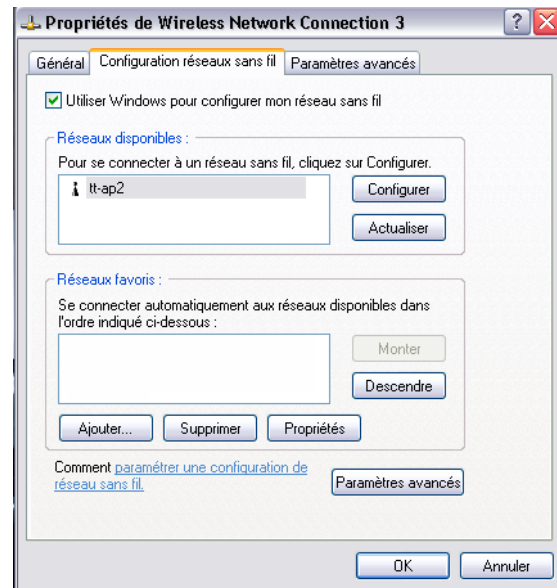 Propriétés de Wireless Network Connection 3
Général
Configuration réseaux sans fil
Paramètres avancés
Utiliser Windows pour configurer mon réseau sans fil
Réseaux disponibles :
Pour se connecter à un réseau sans fil, cliquez sur Configurer.
tt-ap2
Configurer
Actualiser
Réseaux favoris :
Se connecter automatiquement aux réseaux disponibles dans
l'ordre indiqué ci-dessous :
Monter
Descendre
Ajouter...
Supprimer
Propriétés
Comment paramétrer une configuration de
réseau sans fil.
Paramètres avancés
OK
Annuler